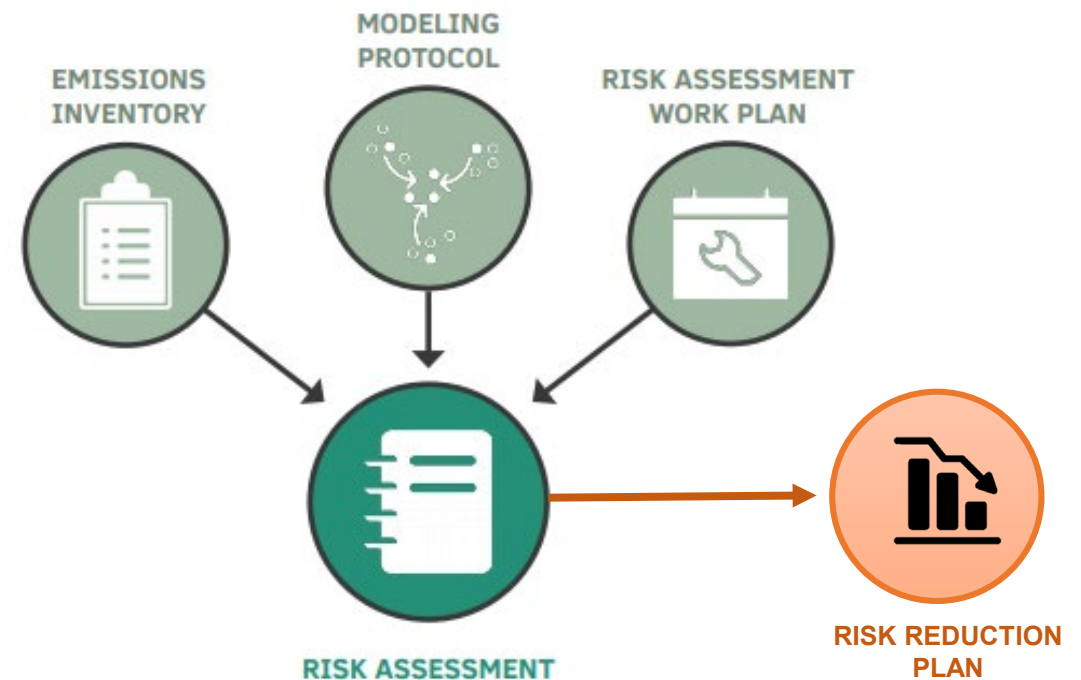 EMISSIONS
INVENTORY
MODELING
PROTOCOL
RISK ASSESSMENT
WORK PLAN
RISK ASSESSMENT
RISK REDUCTION
PLAN